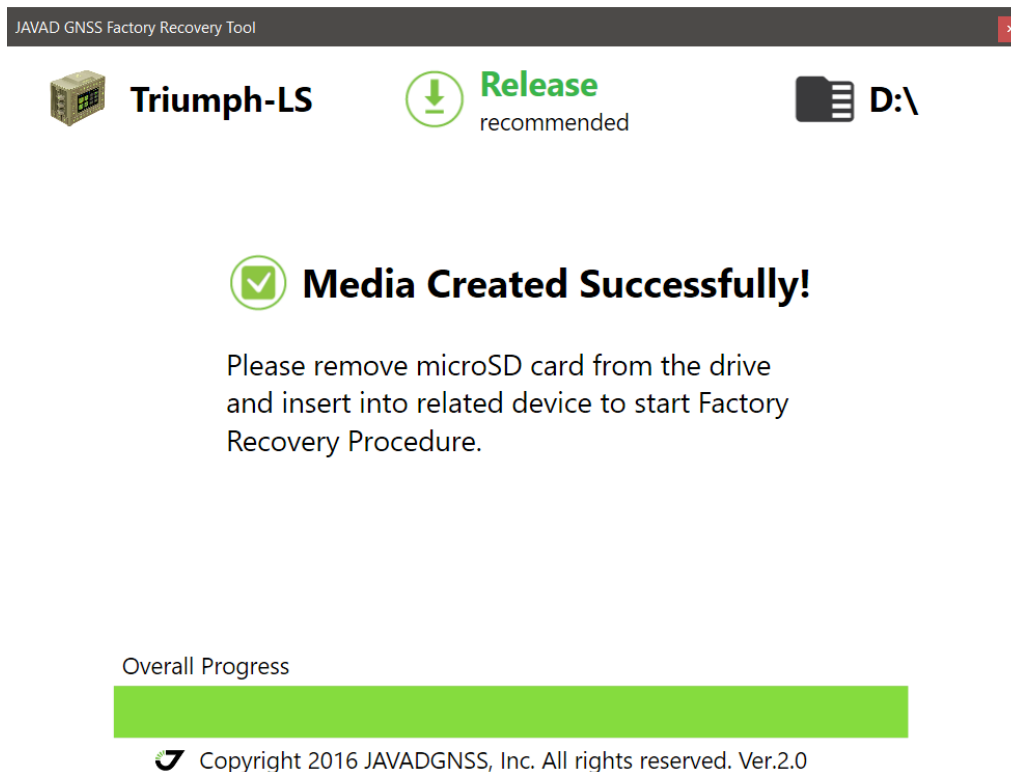 JAVAD GNSS Factory Recovery Tool
Triumph-LS
Release
recommended
D:\
Media Created Successfully!
Please remove microSD card from the drive
and insert into related device to start Factory
Recovery Procedure.
Overall Progress
Copyright 2016 JAVADGNSS, Inc. All rights reserved. Ver.2.0